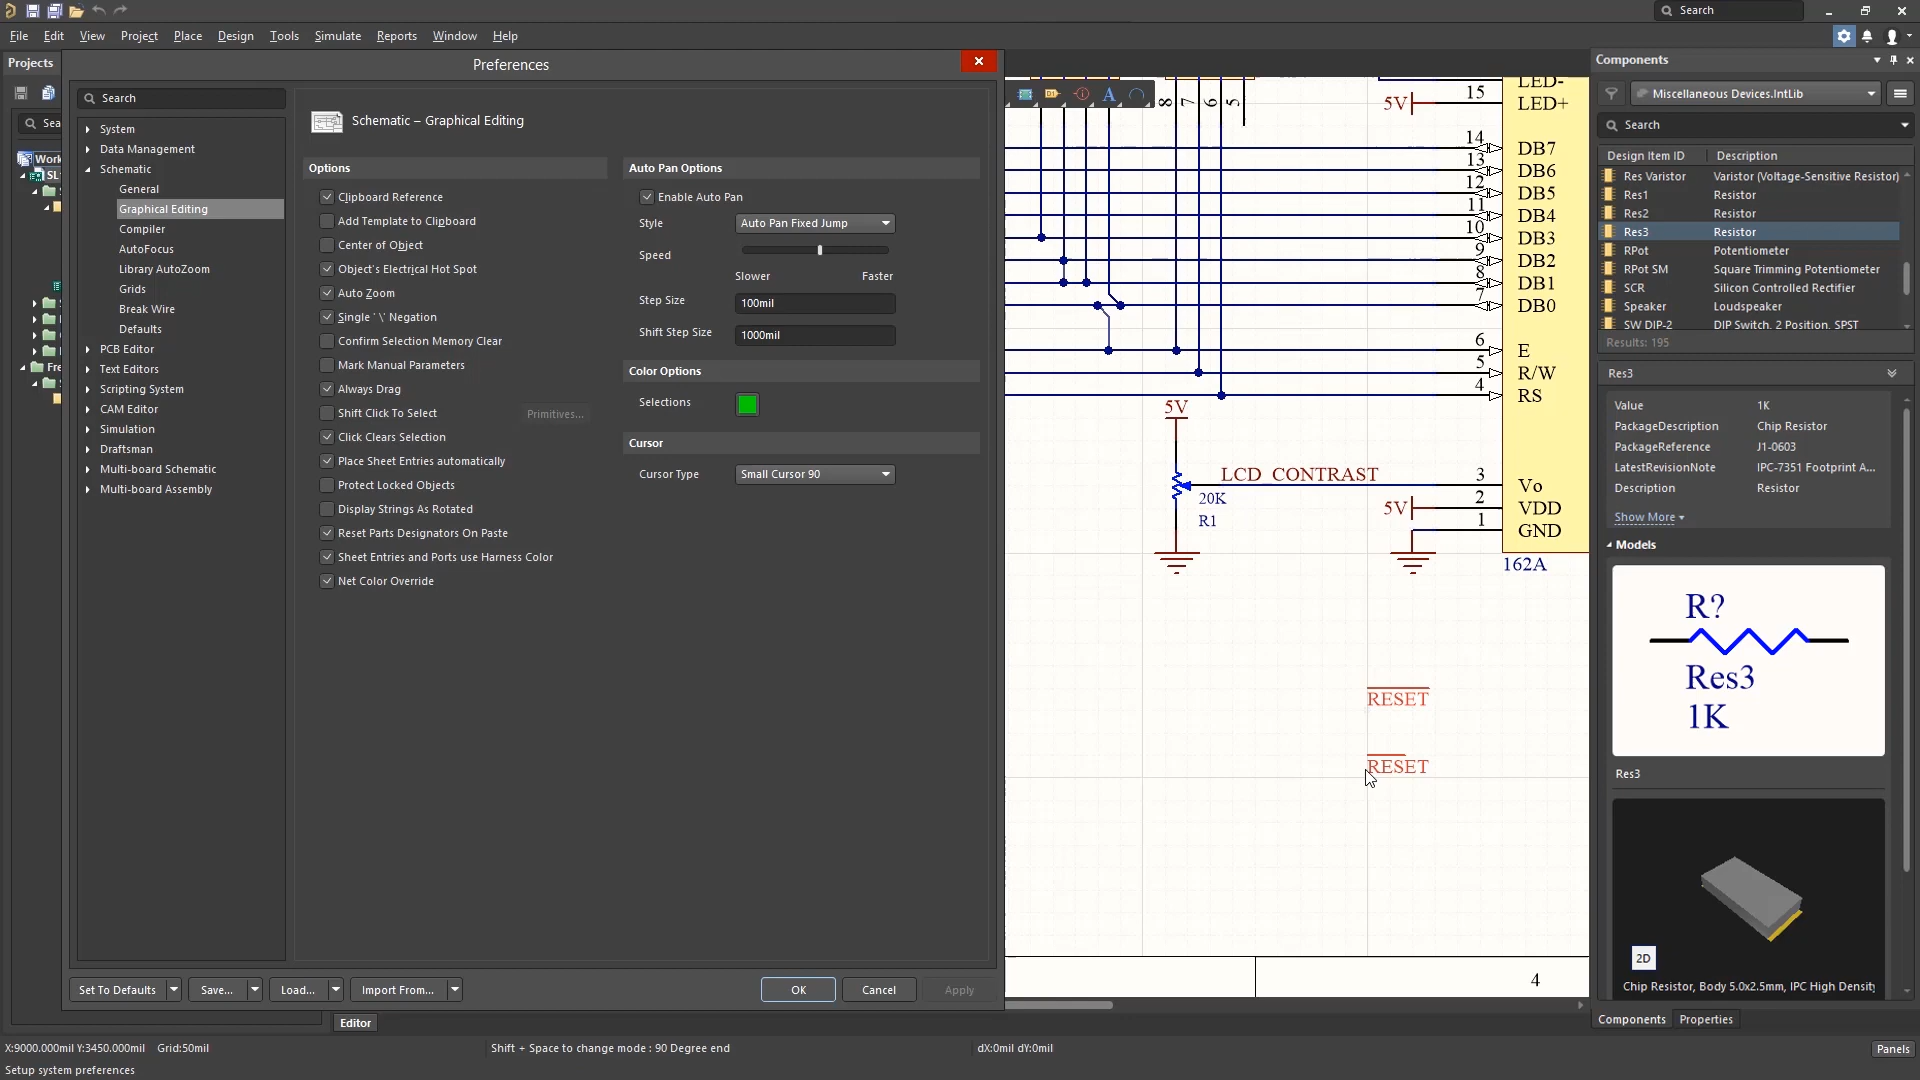 Search
File Edit View Project Place Design Tools Simulate Reports Window Help
Projects
Preferences
Components
Search
Schematic – Graphical Editing
Miscellaneous Devices.IntLib
Sea
Search
System
Data Management
Schematic
General
Graphical Editing
Compiler
AutoFocus
Library AutoZoom
Grids
Break Wire
Defaults
PCB Editor
Text Editors
Scripting System
CAM Editor
Simulation
Draftsman
Multi-board Schematic
Multi-board Assembly
Work
SL
Fre
Options
Clipboard Reference
Add Template to Clipboard
Center of Object
Object's Electrical Hot Spot
Auto Zoom
Single '\' Negation
Confirm Selection Memory Clear
Mark Manual Parameters
Always Drag
Shift Click To Select
Primitives...
Click Clears Selection
Place Sheet Entries automatically
Protect Locked Objects
Display Strings As Rotated
Reset Parts Designators On Paste
Sheet Entries and Ports use Harness Color
Net Color Override
Auto Pan Options
Enable Auto Pan
Style Auto Pan Fixed Jump
Speed
Slower Faster
Step Size 100mil
Shift Step Size 1000mil
Color Options
Selections
Cursor
Cursor Type Small Cursor 90
Set To Defaults Save... Load... Import From... OK Cancel Apply
A
8 7 6 5
LED-
5V 15 LED+
14 DB7
13 DB6
12 DB5
11 DB4
10 DB3
9 DB2
8 DB1
7 DB0
6 E
5 R/W
4 RS
5V
LCD CONTRAST 3 Vo
20K
R1
5V 2 VDD
1 GND
162A
RESET
RESET
4
Design Item ID Description
Res Varistor Varistor (Voltage-Sensitive Resistor)
Res1 Resistor
Res2 Resistor
Res3 Resistor
RPot Potentiometer
RPot SM Square Trimming Potentiometer
SCR Silicon Controlled Rectifier
Speaker Loudspeaker
SW DIP-2 DIP Switch, 2 Position, SPST
Results: 195
Res3
Value 1K
PackageDescription Chip Resistor
PackageReference J1-0603
LatestRevisionNote IPC-7351 Footprint A...
Description Resistor
Show More
Models
R?
Res3
1K
Res3
2D
Chip Resistor, Body 5.0x2.5mm, IPC High Density
Components Properties
Editor
X:9000.000mil Y:3450.000mil Grid:50mil
Shift + Space to change mode : 90 Degree end
dX:0mil dY:0mil
Panels
Setup system preferences